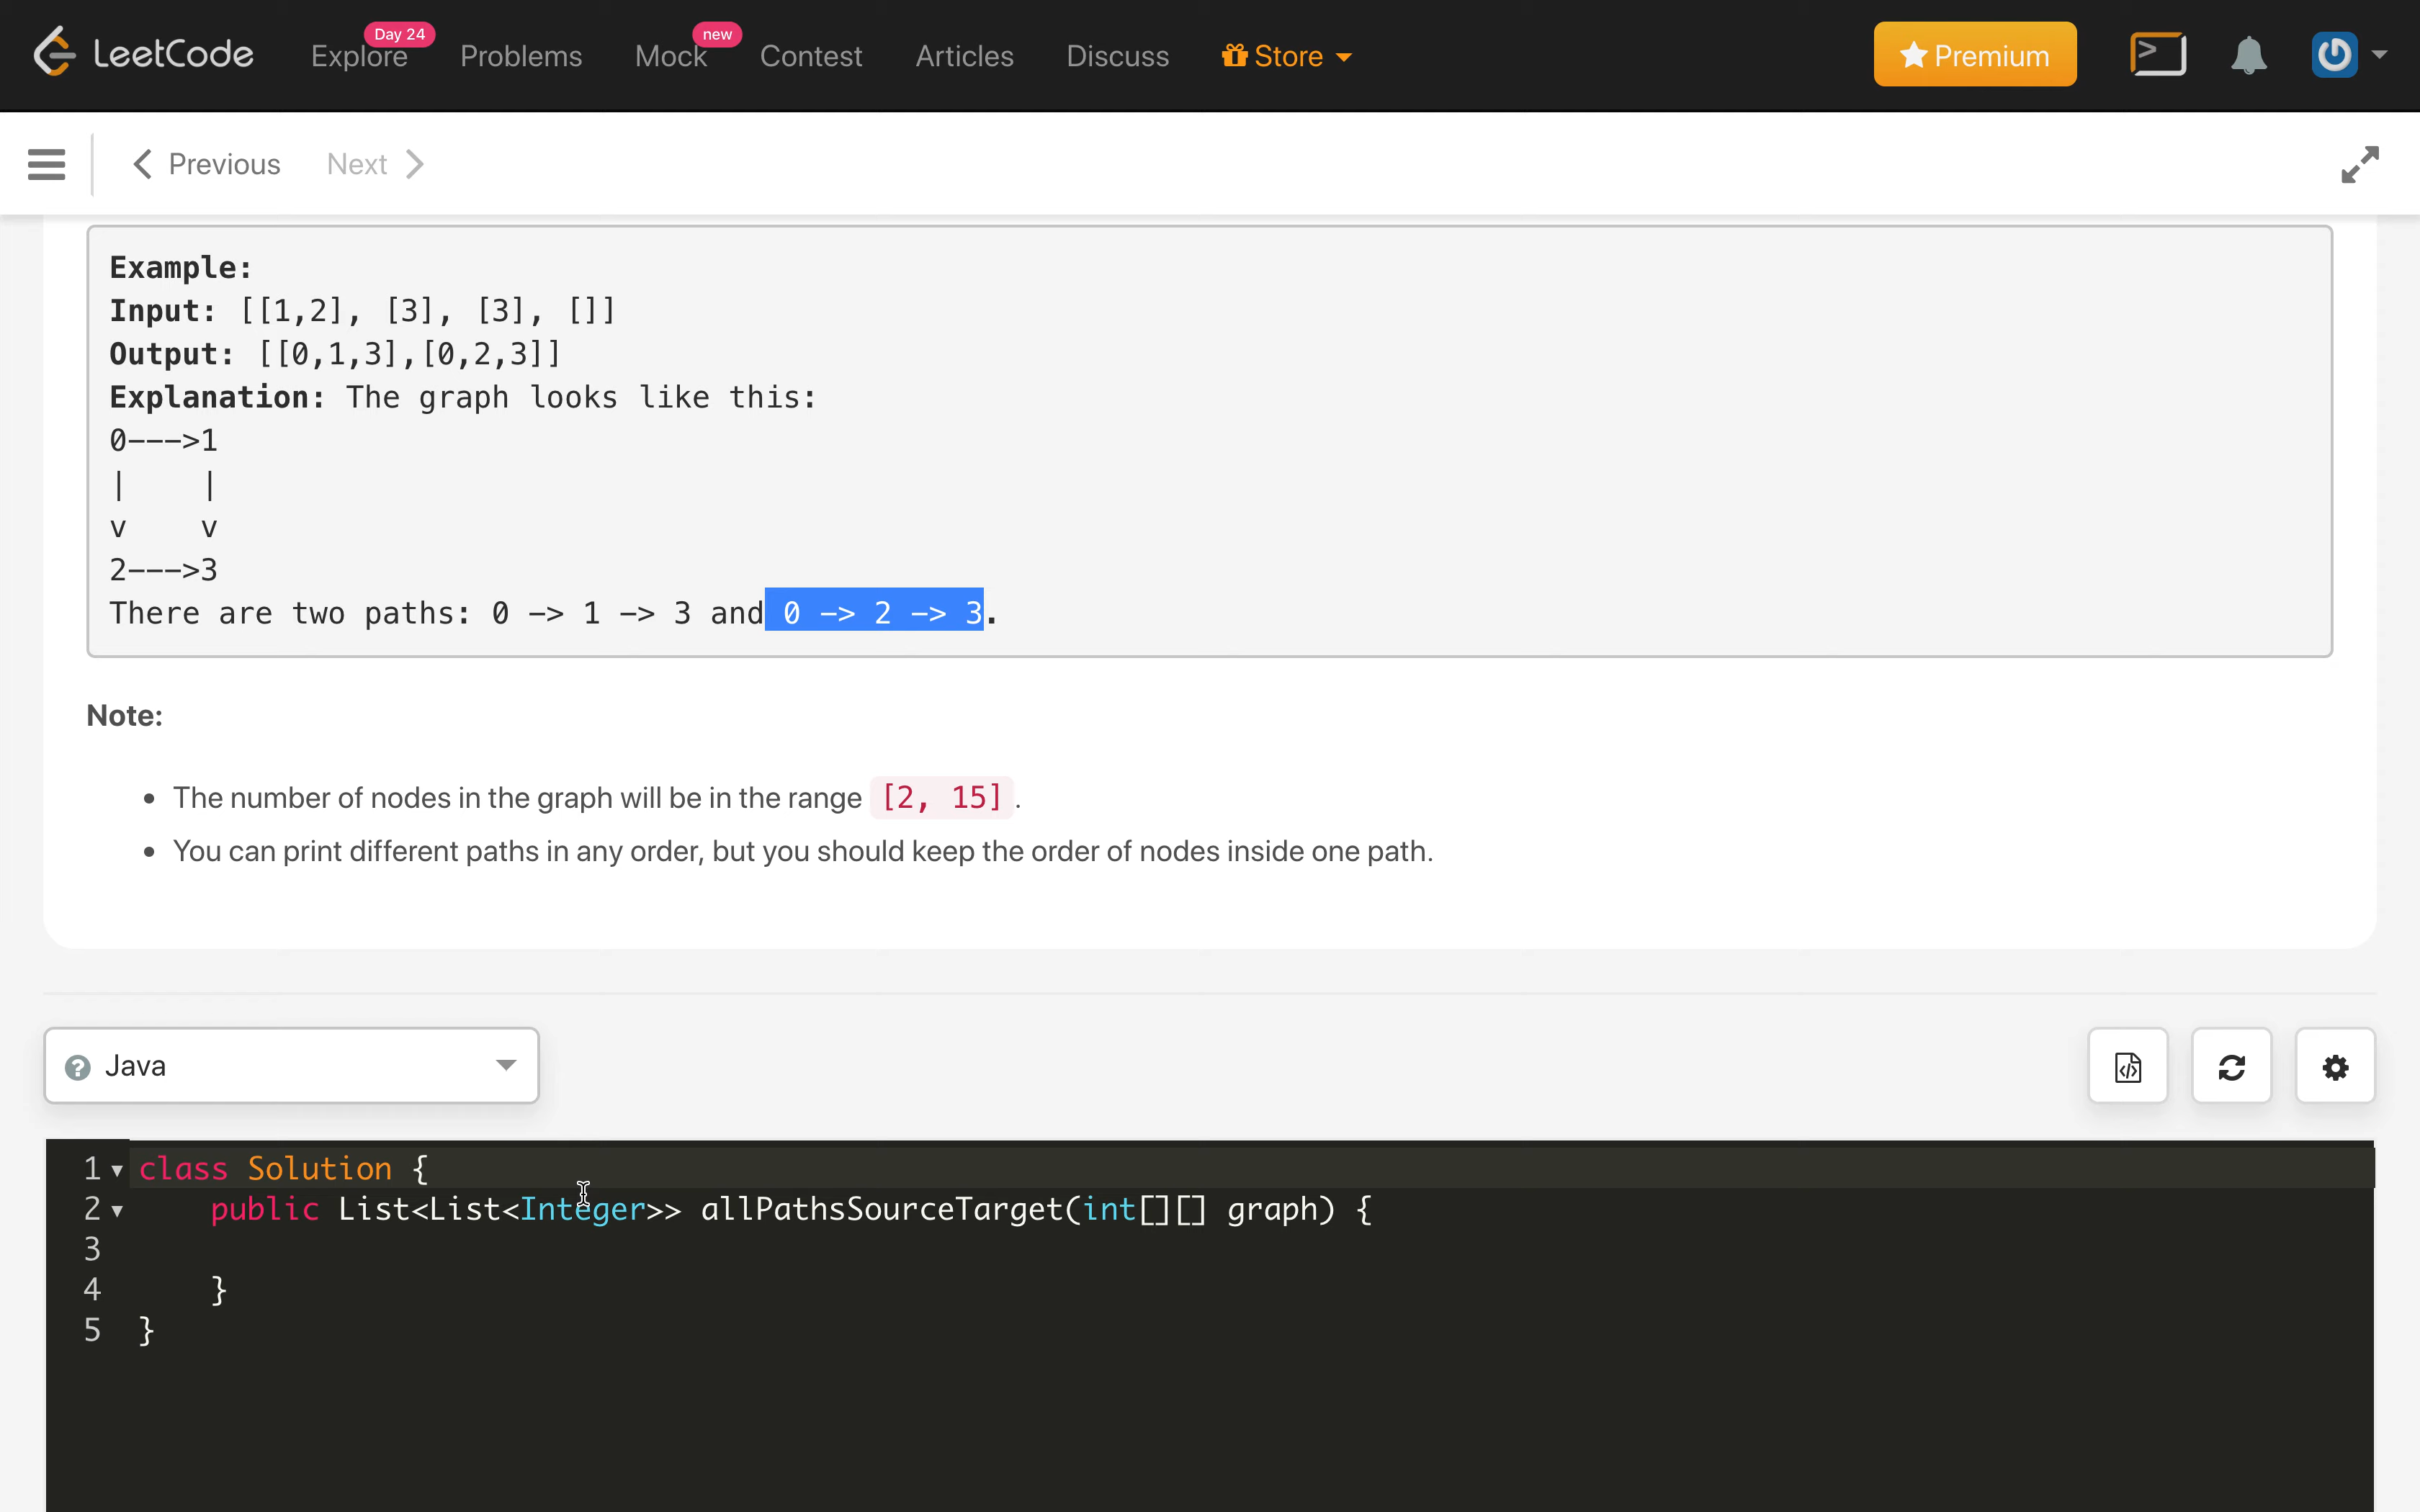 LeetCode Explore Day 24 Problems Mock new Contest Articles Discuss Store Premium
Previous Next
Example:
Input: [[1,2], [3], [3], []]
Output: [[0,1,3],[0,2,3]]
Explanation: The graph looks like this:
0--->1
|    |
v    v
2--->3
There are two paths: 0 -> 1 -> 3 and 0 -> 2 -> 3.
Note:
• The number of nodes in the graph will be in the range [2, 15].
• You can print different paths in any order, but you should keep the order of nodes inside one path.
Java
1 class Solution {
2     public List<List<Integer>> allPathsSourceTarget(int[][] graph) {
3
4     }
5 }